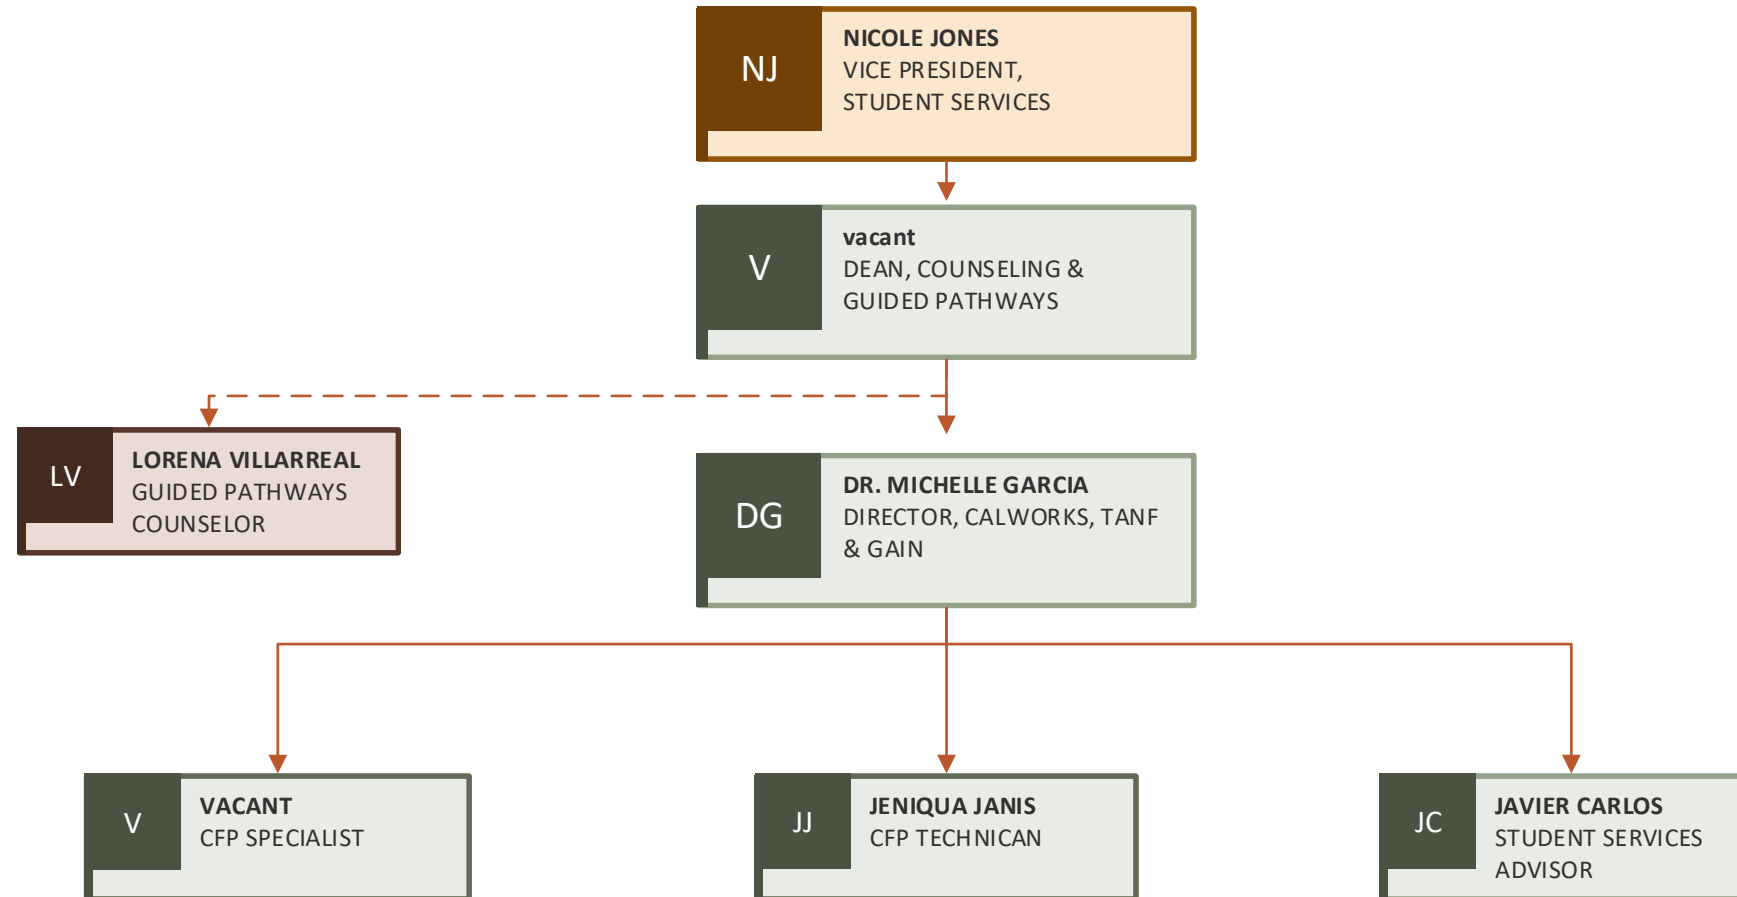 NJ
NICOLE JONES
VICE PRESIDENT,
STUDENT SERVICES
V
vacant
DEAN, COUNSELING &
GUIDED PATHWAYS
LV
LORENA VILLARREAL
GUIDED PATHWAYS
COUNSELOR
DG
DR. MICHELLE GARCIA
DIRECTOR, CALWORKS, TANF
& GAIN
V
VACANT
CFP SPECIALIST
JJ
JENIQUA JANIS
CFP TECHNICAN
JC
JAVIER CARLOS
STUDENT SERVICES
ADVISOR